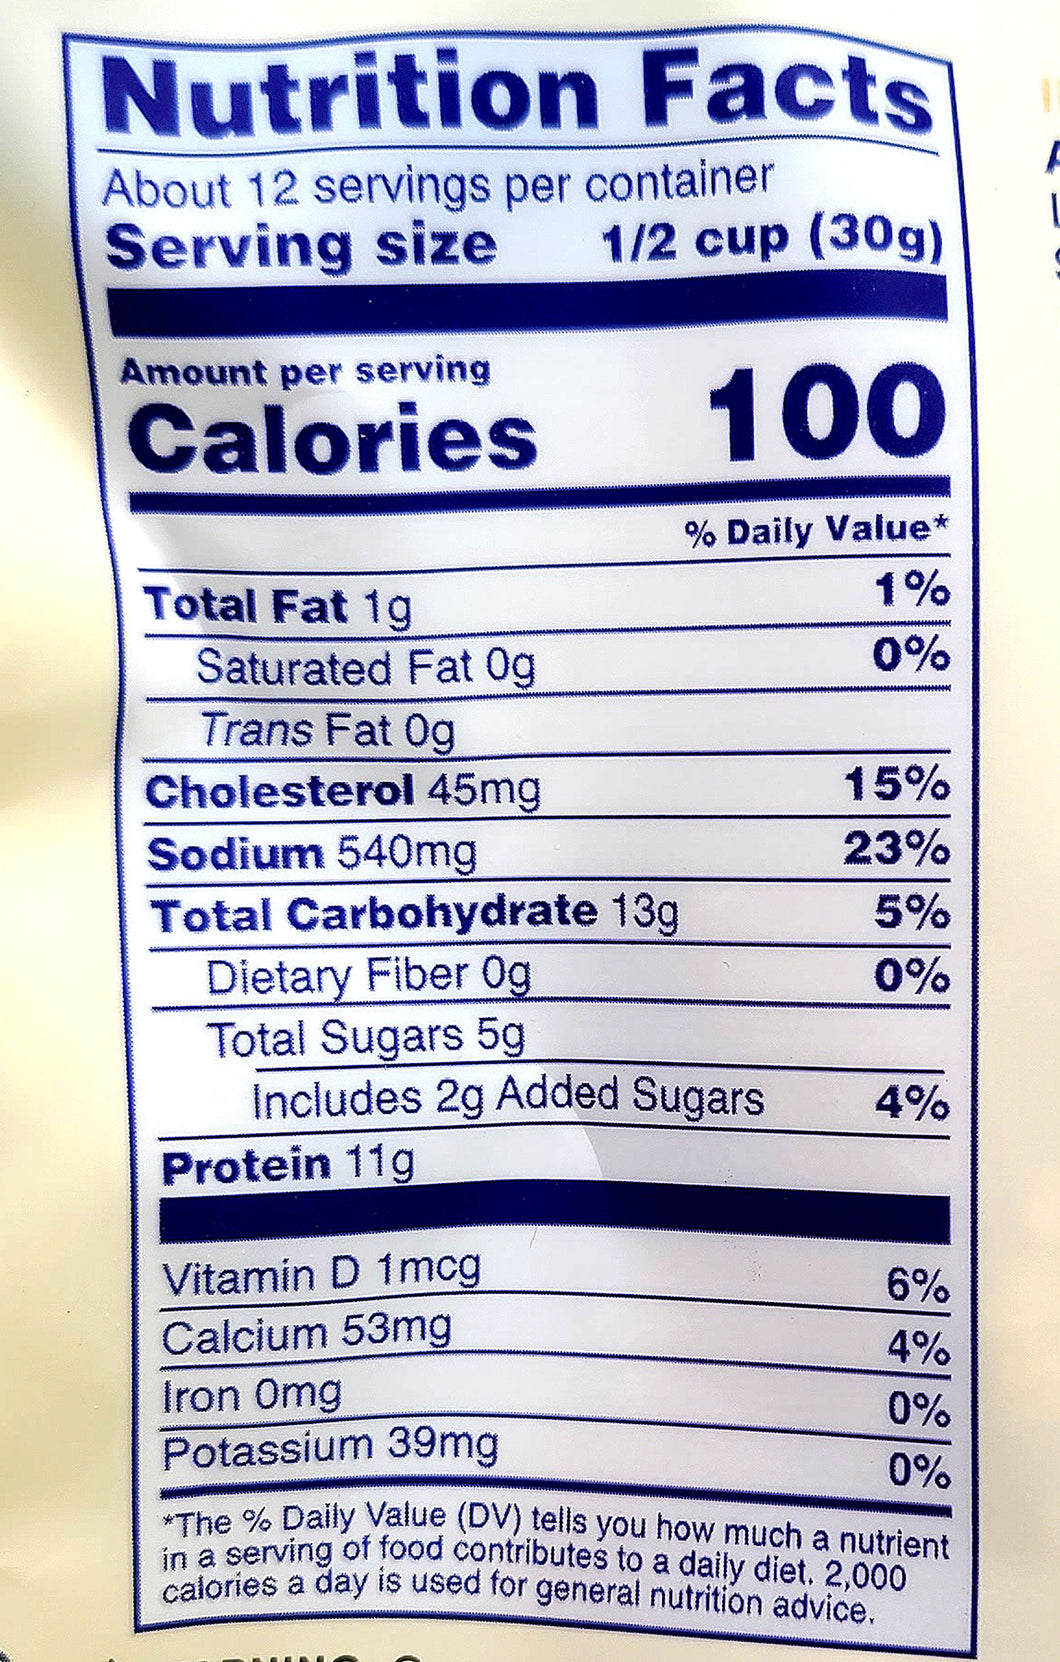 Nutrition Facts
About 12 servings per container
Serving size 1/2 cup (30g)
Amount per serving
Calories 100
% Daily Value*
Total Fat 1g 1%
Saturated Fat 0g 0%
Trans Fat 0g
Cholesterol 45mg 15%
Sodium 540mg 23%
Total Carbohydrate 13g 5%
Dietary Fiber 0g 0%
Total Sugars 5g
Includes 2g Added Sugars 4%
Protein 11g
Vitamin D 1mcg 6%
Calcium 53mg 4%
Iron 0mg 0%
Potassium 39mg 0%
*The % Daily Value (DV) tells you how much a nutrient
in a serving of food contributes to a daily diet. 2,000
calories a day is used for general nutrition advice.